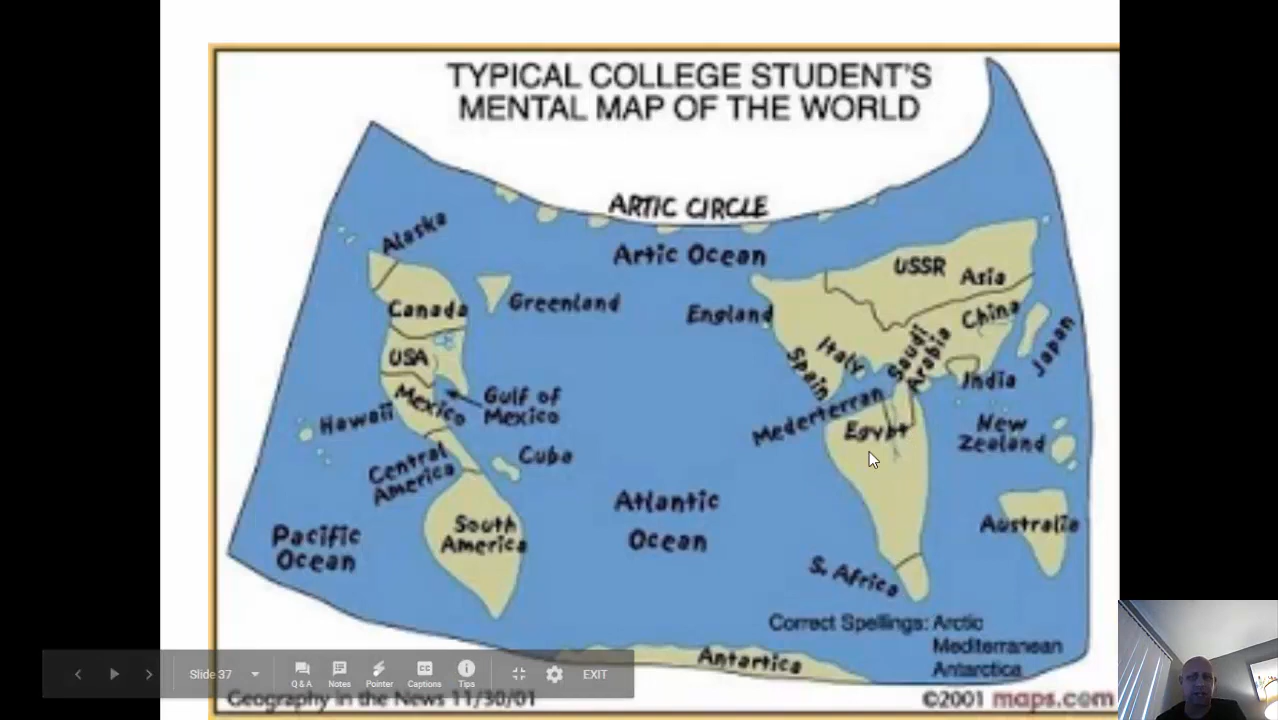 TYPICAL COLLEGE STUDENT'S
MENTAL MAP OF THE WORLD
ARTIC CIRCLE
Artic Ocean
Alaska
USSR
Asia
Canada
Greenland
England
China
Japan
USA
Italy
Saudi
Arabia
Spain
India
Mexico
Gulf of
Mexico
Hawaii
Mederterran
Egypt
New
Zealand
Central
America
Cuba
Atlantic
Ocean
South
America
Australia
Pacific
Ocean
S. Africa
Correct Spellings: Arctic
Mediterranean
Antarctica
Antartica
Slide 37
Q & A
Notes
Pointer
Captions
CC
Tips
EXIT
Geography in the News 11/30/01
©2001 maps.com